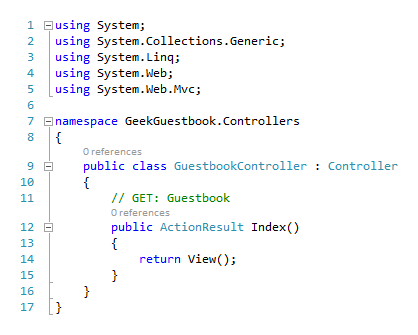 1 using System;
2 using System.Collections.Generic;
3 using System.Linq;
4 using System.Web;
5 using System.Web.Mvc;
6
7 namespace GeekGuestbook.Controllers
8 {
0 references
9 public class GuestbookController : Controller
10 {
11 // GET: Guestbook
0 references
12 public ActionResult Index()
13 {
14 return View();
15 }
16 }
17 }